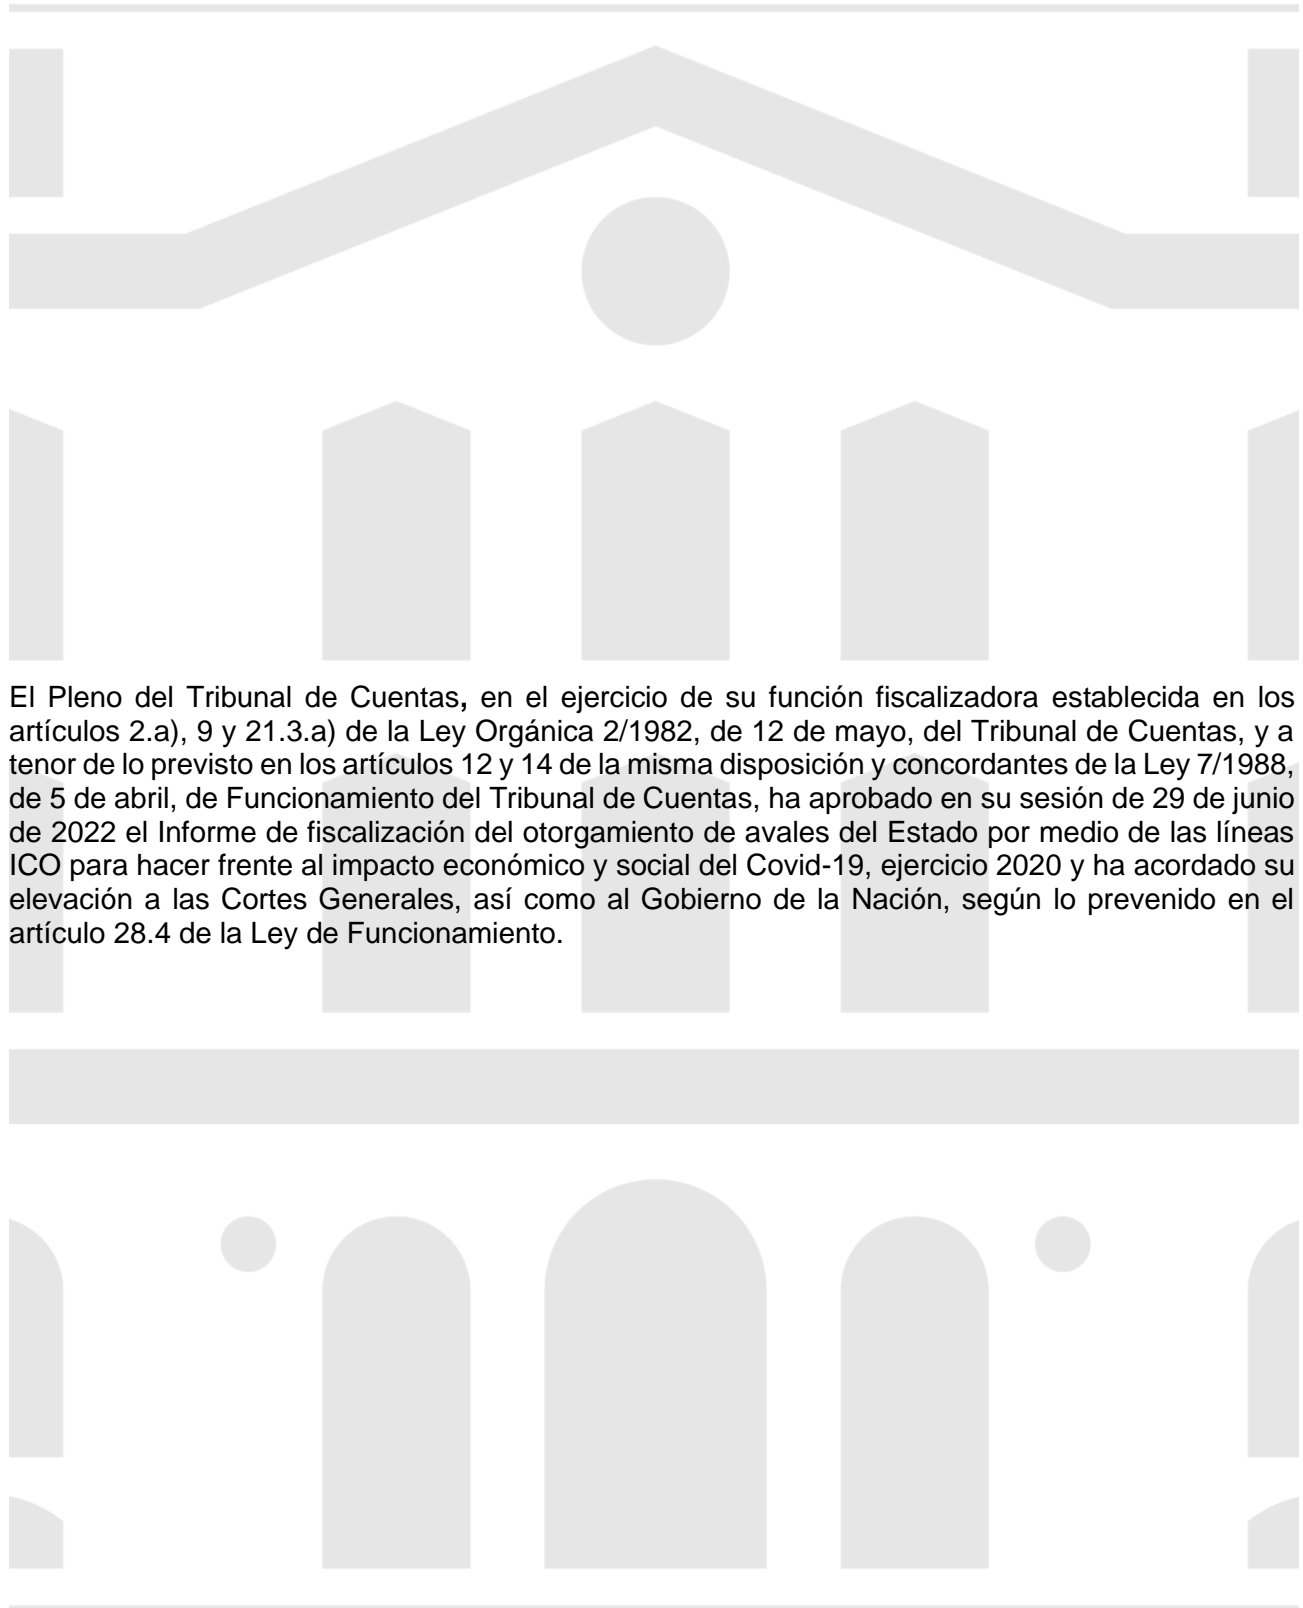 El Pleno del Tribunal de Cuentas, en el ejercicio de su función fiscalizadora establecida en los
artículos 2.a), 9 y 21.3.a) de la Ley Orgánica 2/1982, de 12 de mayo, del Tribunal de Cuentas, y a
tenor de lo previsto en los artículos 12 y 14 de la misma disposición y concordantes de la Ley 7/1988,
de 5 de abril, de Funcionamiento del Tribunal de Cuentas, ha aprobado en su sesión de 29 de junio
de 2022 el Informe de fiscalización del otorgamiento de avales del Estado por medio de las líneas
ICO para hacer frente al impacto económico y social del Covid-19, ejercicio 2020 y ha acordado su
elevación a las Cortes Generales, así como al Gobierno de la Nación, según lo prevenido en el
artículo 28.4 de la Ley de Funcionamiento.